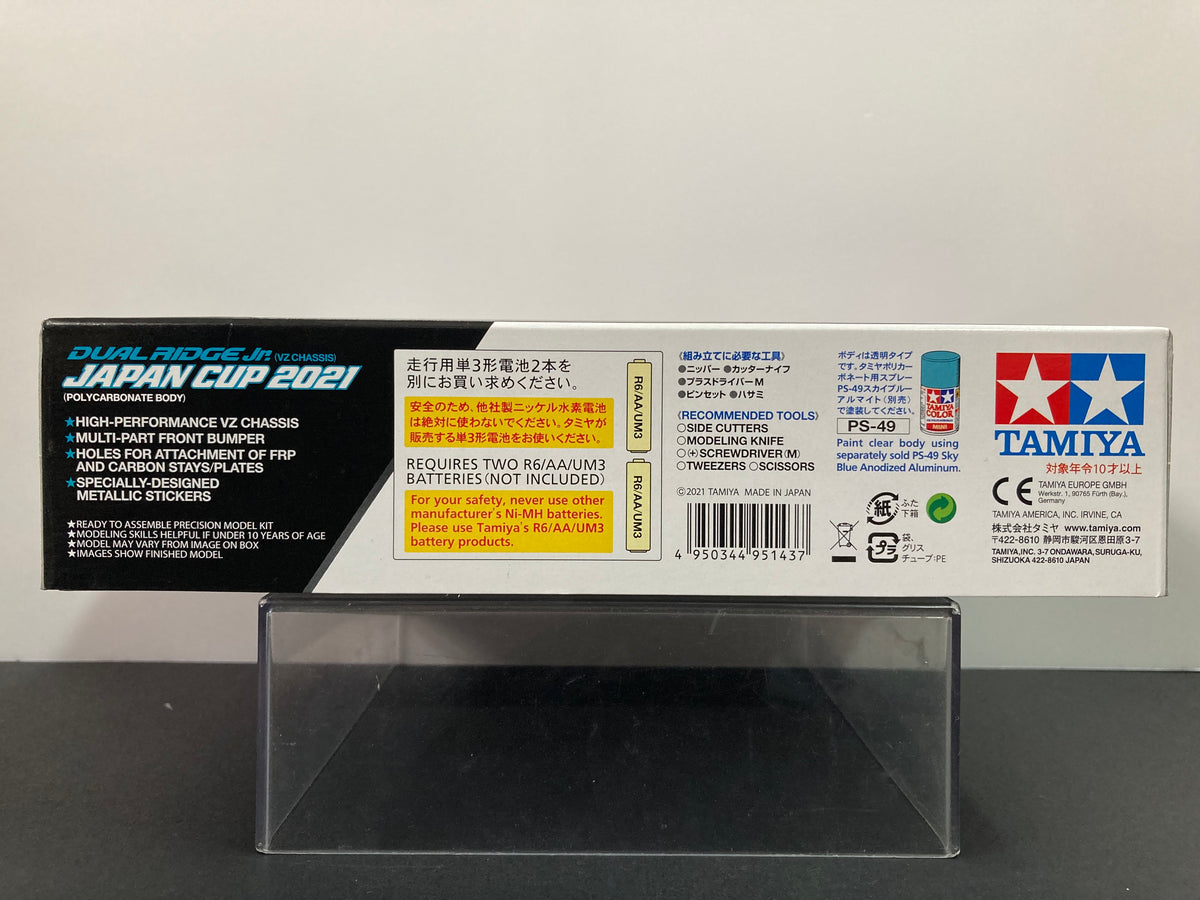 DUAL RIDGE Jr. (VZ CHASSIS)
JAPAN CUP 2021
(POLYCARBONATE BODY)
★HIGH-PERFORMANCE VZ CHASSIS
★MULTI-PART FRONT BUMPER
★HOLES FOR ATTACHMENT OF FRP
AND CARBON STAYS/PLATES
★SPECIALLY-DESIGNED
METALLIC STICKERS
★READY TO ASSEMBLE PRECISION MODEL KIT
★MODELING SKILLS HELPFUL IF UNDER 10 YEARS OF AGE
★MODEL MAY VARY FROM IMAGE ON BOX
★IMAGES SHOW FINISHED MODEL
走行用単3形電池2本を
別にお買い求めください。
安全のため、他社製ニッケル水素電池
は絶対に使わないでください。タミヤが
販売する単3形電池をお使いください。
REQUIRES TWO R6/AA/UM3
BATTERIES (NOT INCLUDED)
For your safety, never use other
manufacturer's Ni-MH batteries.
Please use Tamiya's R6/AA/UM3
battery products.
R6/AA/UM3
R6/AA/UM3
《組み立てに必要な工具》
●ニッパー ●カッターナイフ
●プラスドライバーM
●ピンセット ●ハサミ
《RECOMMENDED TOOLS》
○SIDE CUTTERS
○MODELING KNIFE
○(+)SCREWDRIVER (M)
○TWEEZERS ○SCISSORS
©2021 TAMIYA MADE IN JAPAN
4 950344 951437
ボディは透明タイプ
です。タミヤポリカー
ボネート用スプレー
PS-49スカイブルー
アルマイト(別売)
で塗装してください。
PS-49
TAMIYA
COLOR
MINI
Paint clear body using
separately sold PS-49 Sky
Blue Anodized Aluminum.
紙
ふた
下箱
プラ
袋、
グリス
チューブ:PE
TAMIYA
対象年令10才以上
CE
TAMIYA EUROPE GMBH
Werkstr. 1, 90765 Fürth (Bay.),
Germany
TAMIYA AMERICA, INC. IRVINE, CA
株式会社タミヤ www.tamiya.com
〒422-8610 静岡市駿河区恩田原3-7
TAMIYA,INC. 3-7 ONDAWARA, SURUGA-KU,
SHIZUOKA 422-8610 JAPAN